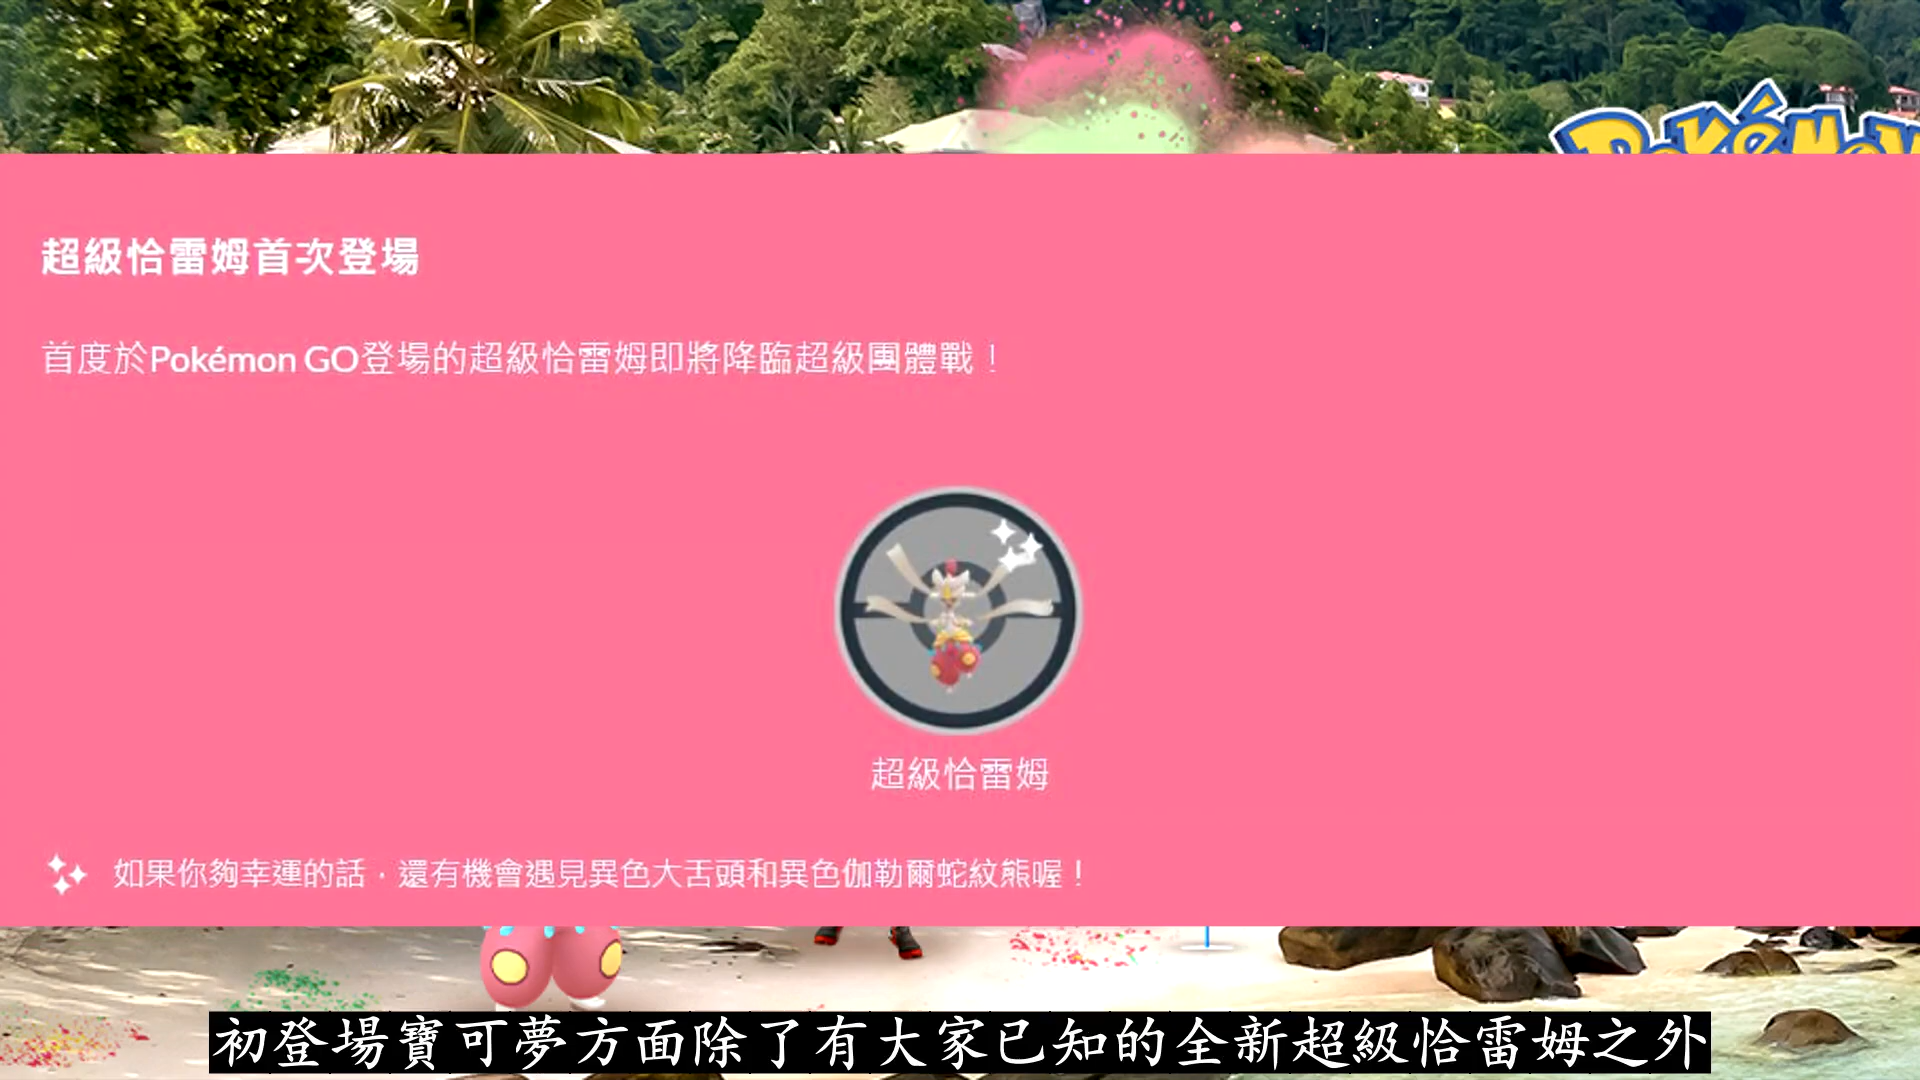 Pokémon
超級恰雷姆首次登場
首度於Pokémon GO登場的超級恰雷姆即將降臨超級團體戰！
超級恰雷姆
如果你夠幸運的話，還有機會遇見異色大舌頭和異色伽勒爾蛇紋熊喔！
初登場寶可夢方面除了有大家已知的全新超級恰雷姆之外